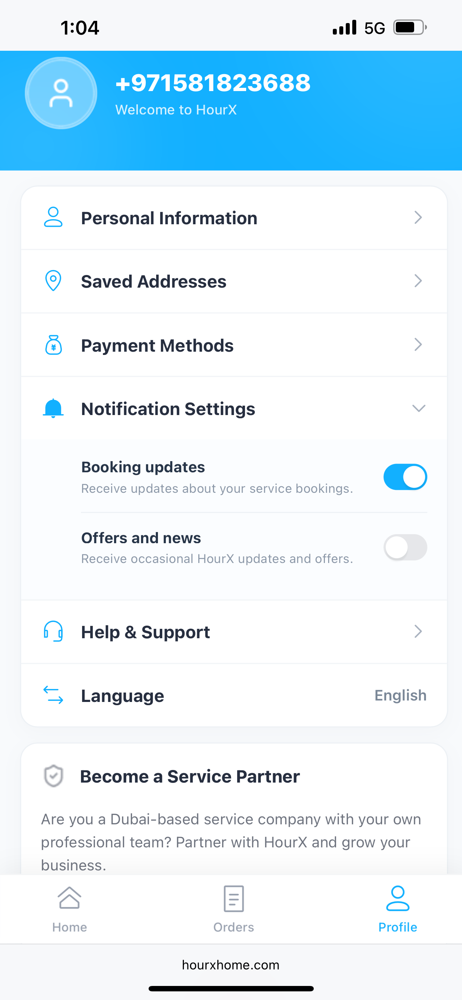 1:04
5G
+971581823688
Welcome to HourX
Personal Information
Saved Addresses
¥
Payment Methods
Notification Settings
Booking updates
Receive updates about your service bookings.
Offers and news
Receive occasional HourX updates and offers.
Help & Support
Language
English
Become a Service Partner
Are you a Dubai-based service company with your own
professional team? Partner with HourX and grow your
business.
Home
Orders
Profile
hourxhome.com